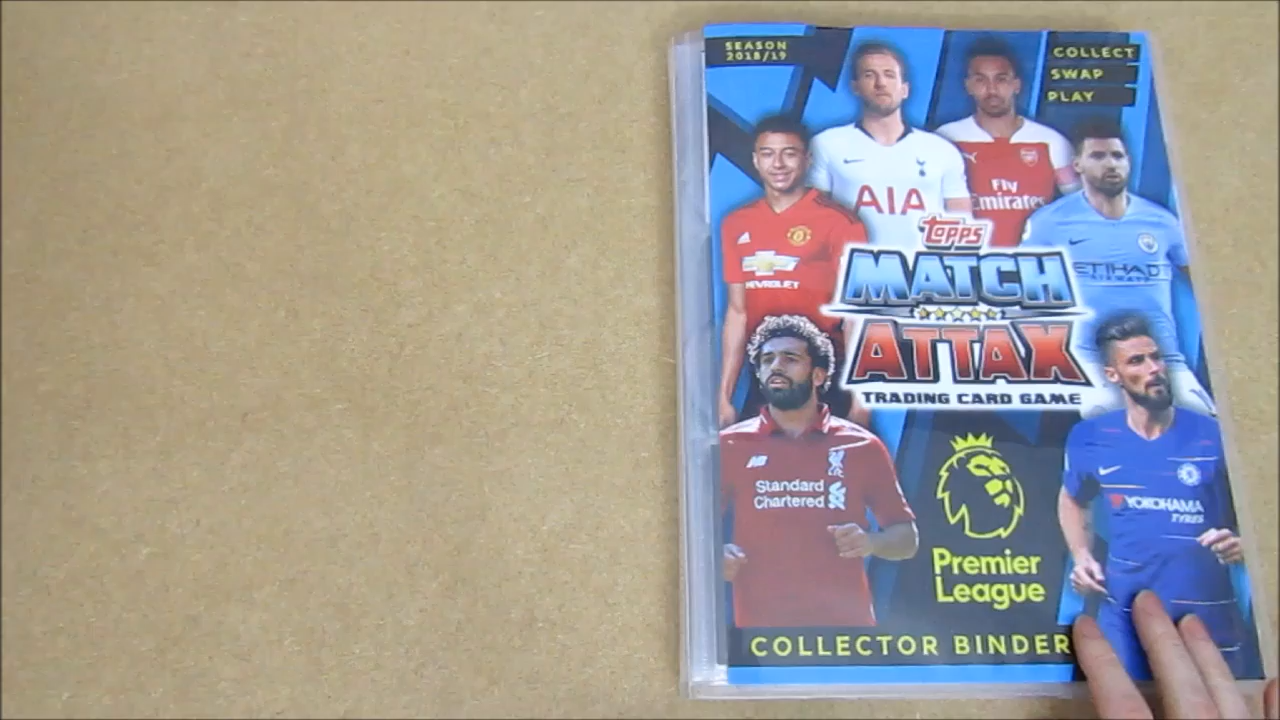 SEASON
2018/19
COLLECT
SWAP
PLAY
AIA
Fly
Emirates
CHEVROLET
ETIHAD
AIRWAYS
topps
MATCH
ATTAX
TRADING CARD GAME
NB
Standard
Chartered
YOKOHAMA
TYRES
Premier
League
COLLECTOR BINDER